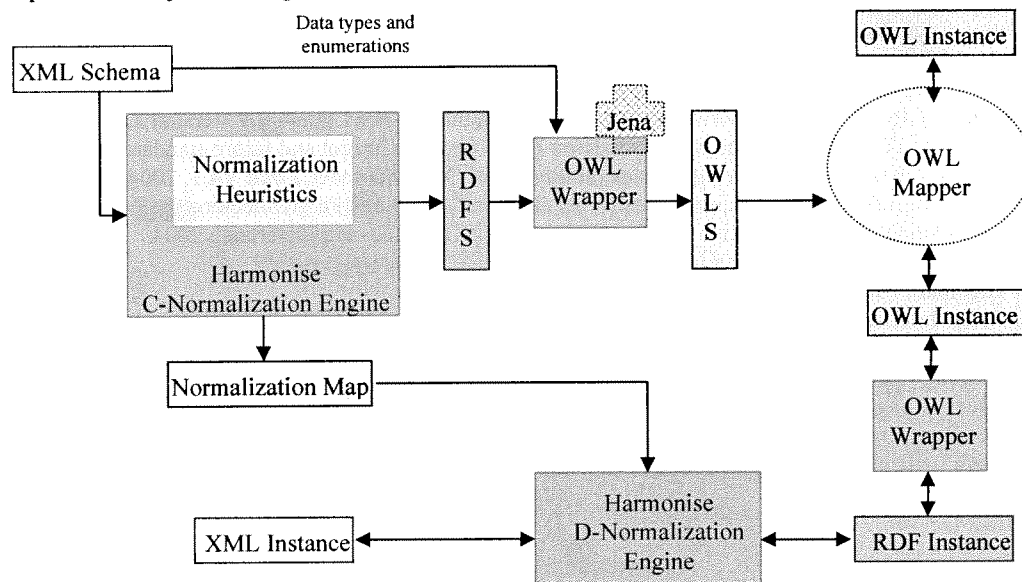 Data types and
enumerations
OWL Instance
XML Schema
Jena
Normalization
Heuristics
R
D
F
S
OWL
Wrapper
O
W
L
S
OWL
Mapper
Harmonise
C-Normalization Engine
OWL Instance
Normalization Map
OWL
Wrapper
Harmonise
D-Normalization
Engine
XML Instance
RDF Instance